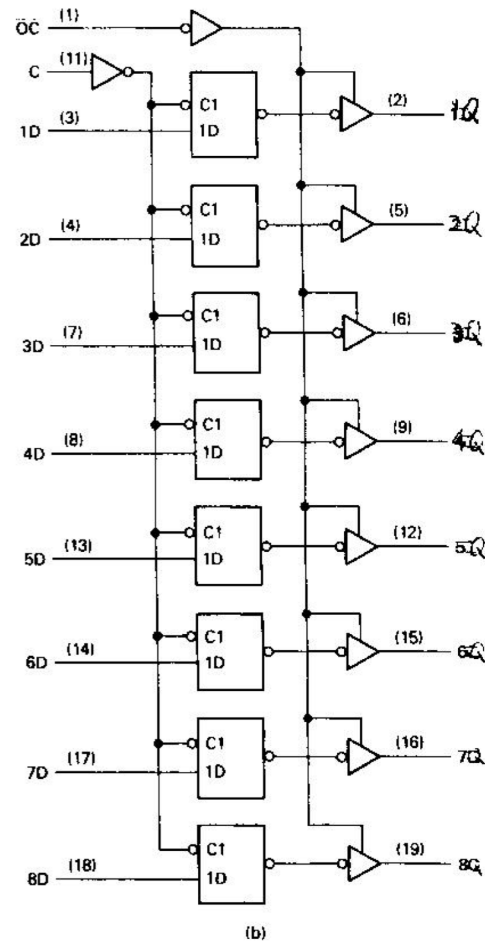 OC (1)
C (11)
C1 (2) 1Q
1D (3) 1D
C1 (5) 2Q
2D (4) 1D
C1 (6) 3Q
3D (7) 1D
C1 (9) 4Q
4D (8) 1D
C1 (12) 5Q
5D (13) 1D
C1 (15) 6Q
6D (14) 1D
C1 (16) 7Q
7D (17) 1D
C1 (19) 8Q
8D (18) 1D
(b)